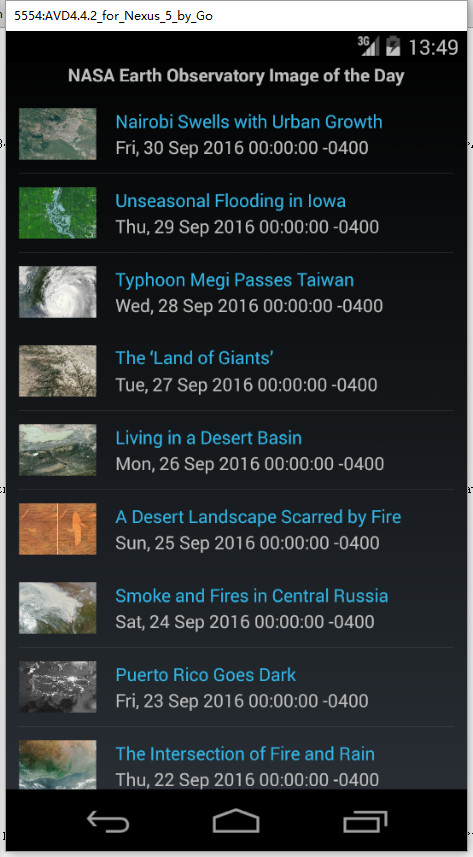 5554:AVD4.4.2_for_Nexus_5_by_Go
3G 13:49
NASA Earth Observatory Image of the Day
Nairobi Swells with Urban Growth
Fri, 30 Sep 2016 00:00:00 -0400
Unseasonal Flooding in Iowa
Thu, 29 Sep 2016 00:00:00 -0400
Typhoon Megi Passes Taiwan
Wed, 28 Sep 2016 00:00:00 -0400
The ‘Land of Giants’
Tue, 27 Sep 2016 00:00:00 -0400
Living in a Desert Basin
Mon, 26 Sep 2016 00:00:00 -0400
A Desert Landscape Scarred by Fire
Sun, 25 Sep 2016 00:00:00 -0400
Smoke and Fires in Central Russia
Sat, 24 Sep 2016 00:00:00 -0400
Puerto Rico Goes Dark
Fri, 23 Sep 2016 00:00:00 -0400
The Intersection of Fire and Rain
Thu, 22 Sep 2016 00:00:00 -0400